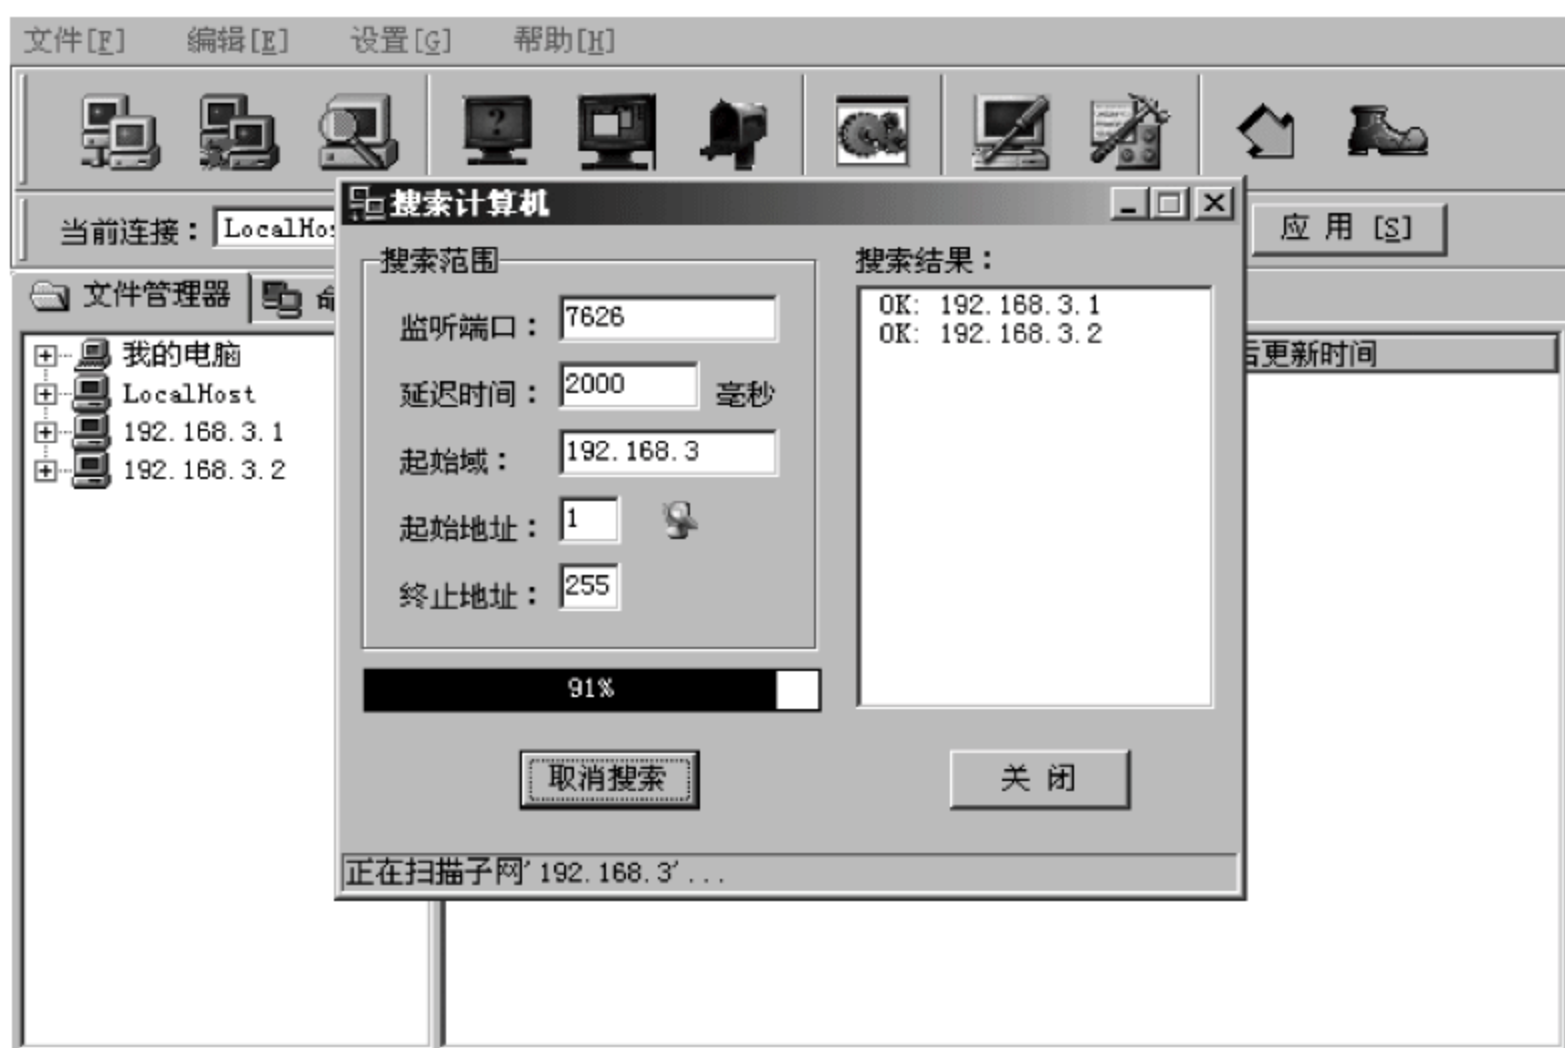 文件[F] 编辑[E] 设置[G] 帮助[H]
当前连接： LocalHo
应 用 [S]
文件管理器
我的电脑
LocalHost
192.168.3.1
192.168.3.2
更新时间
搜索计算机
搜索范围
监听端口： 7626
延迟时间： 2000 毫秒
起始域： 192.168.3
起始地址： 1
终止地址： 255
91%
取消搜索
搜索结果：
OK: 192.168.3.1
OK: 192.168.3.2
关 闭
正在扫描子网'192.168.3'...